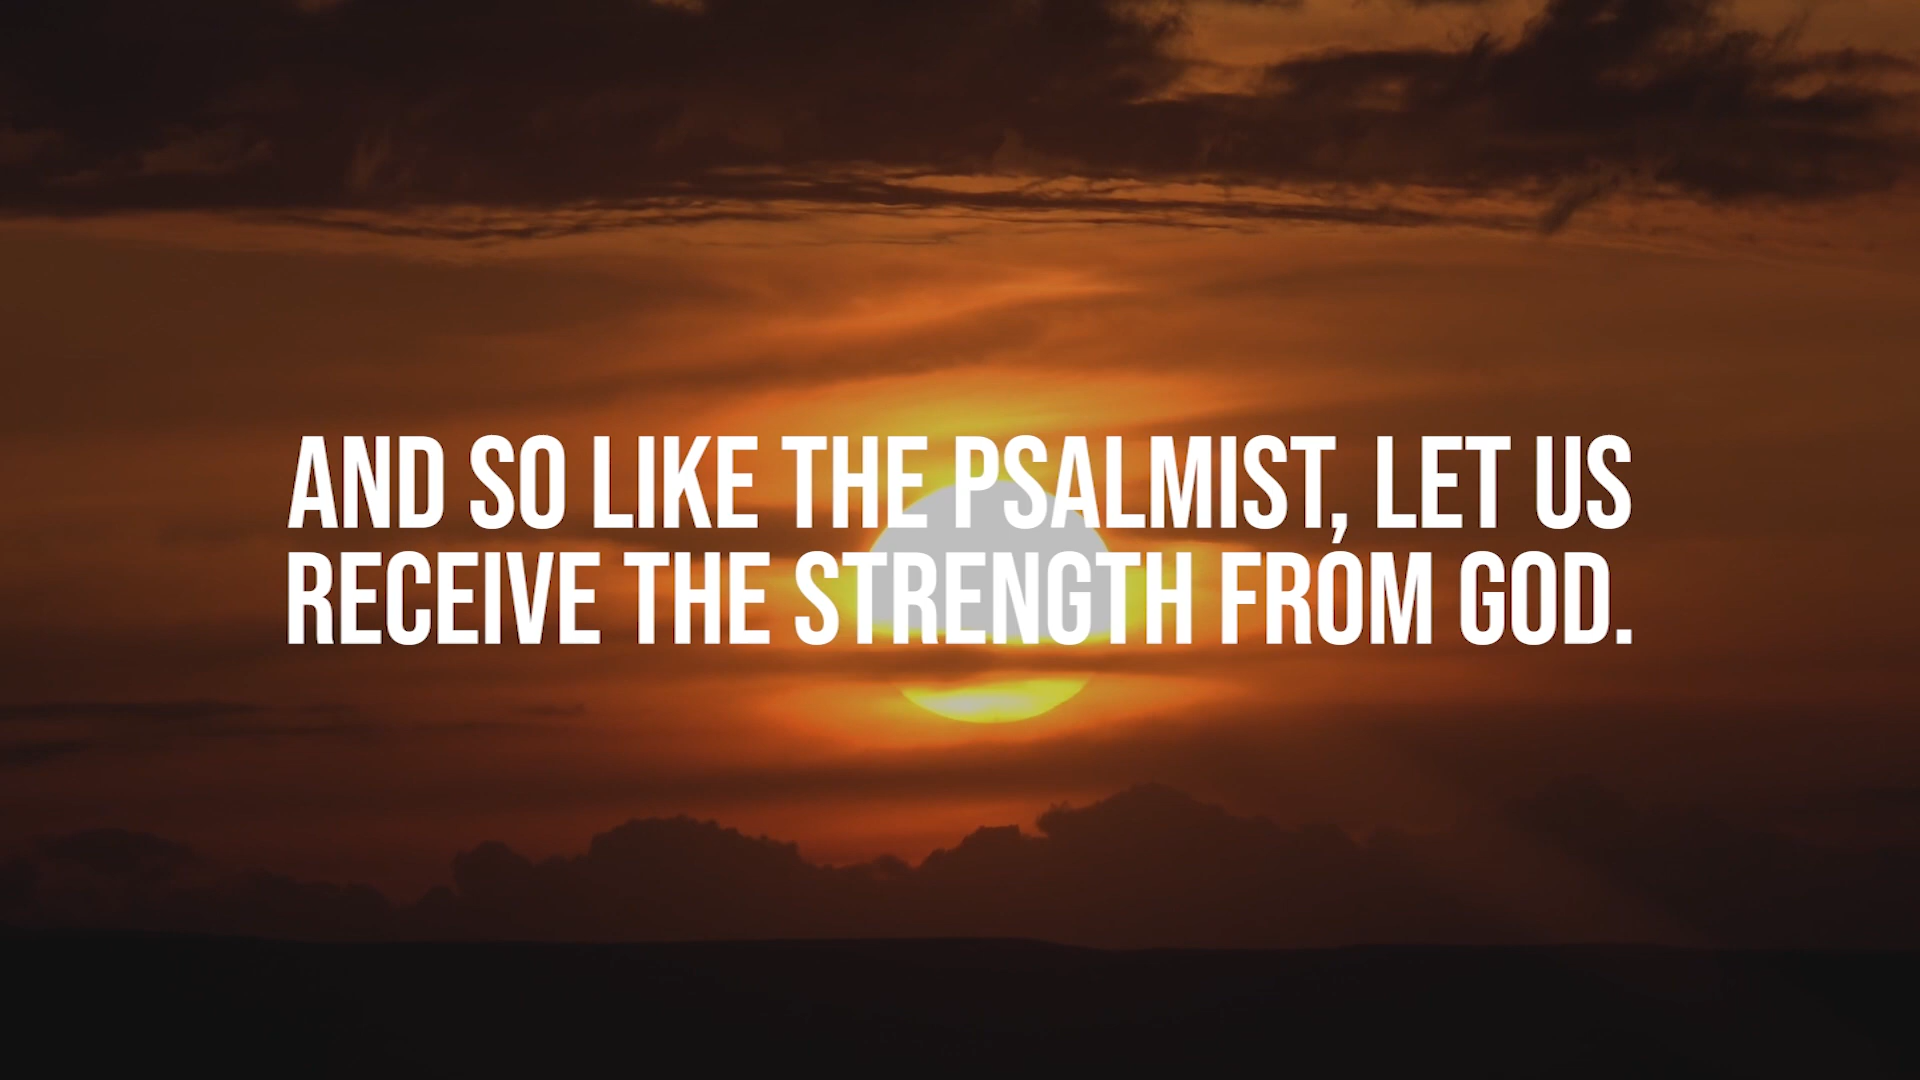 AND SO LIKE THE PSALMIST, LET US
RECEIVE THE STRENGTH FROM GOD.